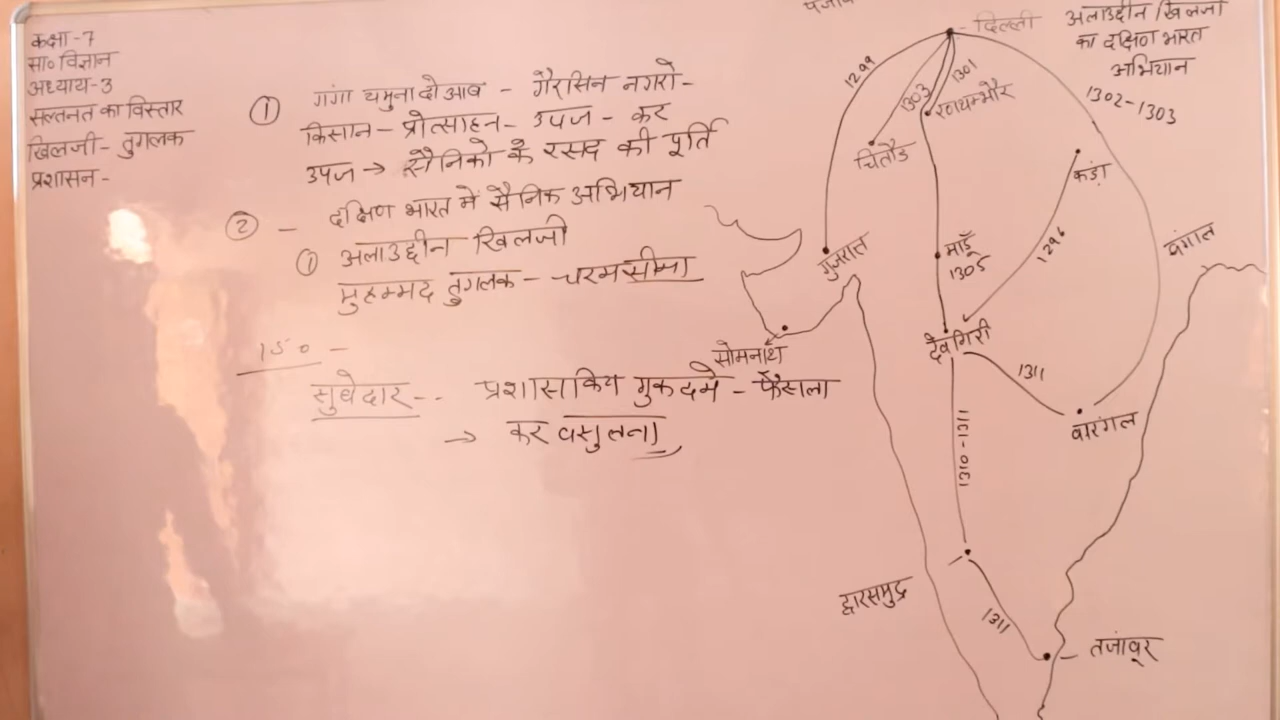 कक्षा-7
सा० विज्ञान
अध्याय-3
सल्तनत का विस्तार
खिलजी- तुगलक
प्रशासन-
① गंगा यमुना दोआब - गैरसिन नगरो-
किसान- प्रोत्साहन- उपज - कर
उपज → सैनिको के रसद की पूर्ति
② - दक्षिण भारत में सैनिक अभियान
① अलाउद्दीन खिलजी
मुहम्मद तुगलक- चरमसीमा
150 -
सुबेदार - - प्रशासकिय मुकदमे - फैसला
→ कर वसुलना
पंजाब
दिल्ली
अलाउद्दीन खिलजी
का दक्षिण भारत
अभियान
1302-1303
1299
1303
1301
रणथम्भौर
चितौड
कड़ा
1296
गुजरात
माडूँ
1305
बंगाल
सोमनाथ
देवगिरी
1311
वारंगल
1310-1311
द्वारसमुद्र
1311
तजांवूर